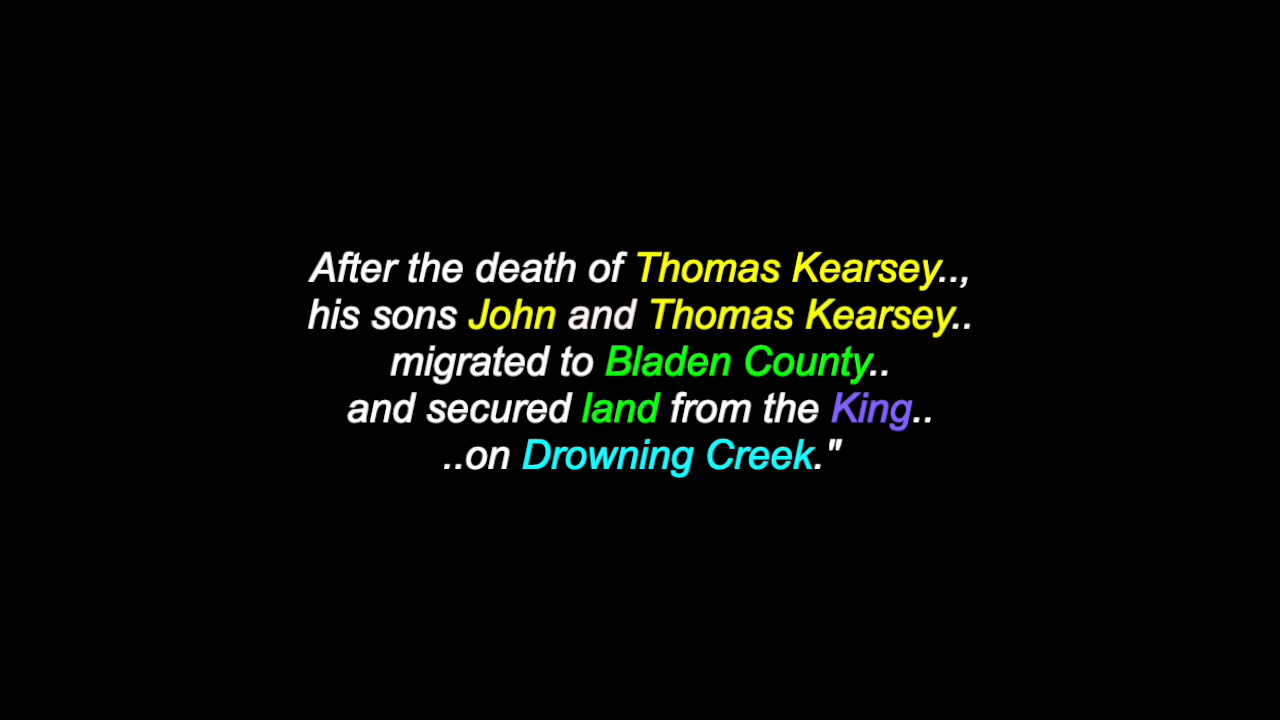 After the death of Thomas Kearsey..,
his sons John and Thomas Kearsey..
migrated to Bladen County..
and secured land from the King..
..on Drowning Creek."